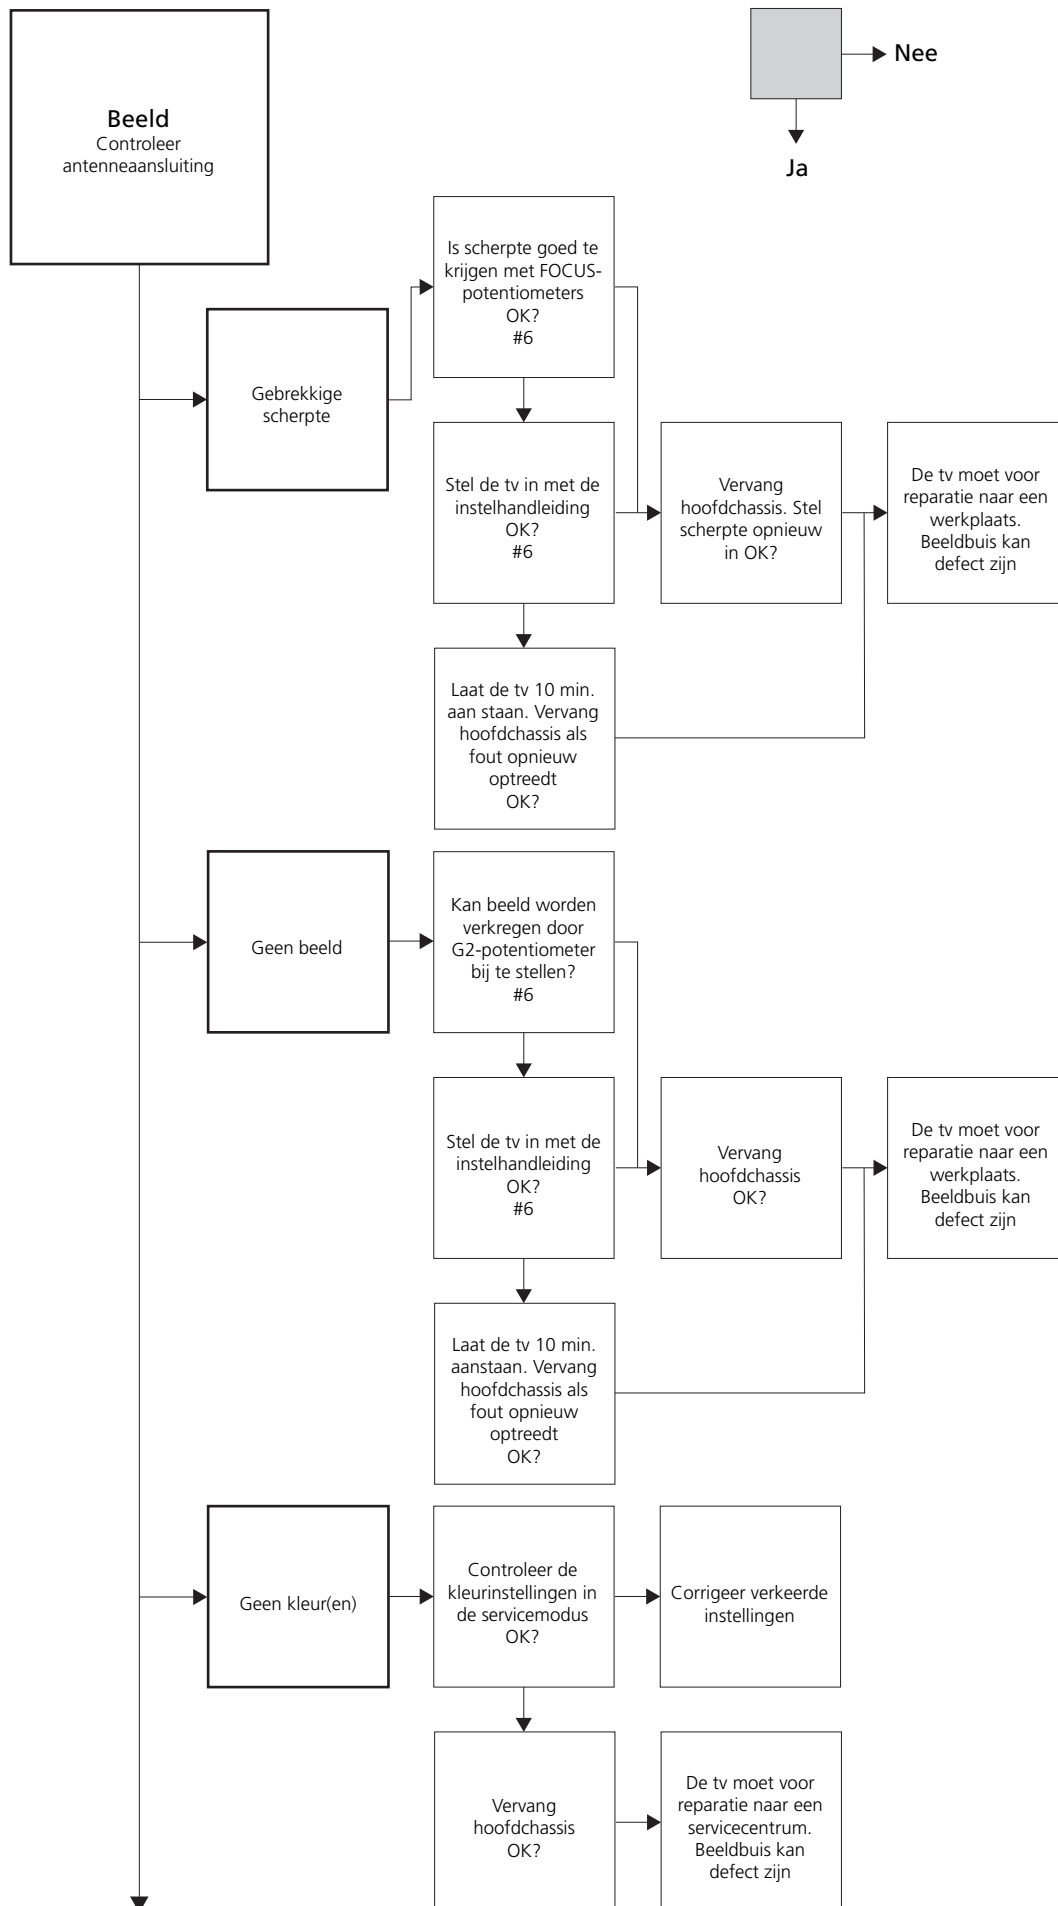 Beeld
Controleer
antenneaansluiting
Nee
Ja
Gebrekkige
scherpte
Is scherpte goed te
krijgen met FOCUS-
potentiometers
OK?
#6
Stel de tv in met de
instelhandleiding
OK?
#6
Vervang
hoofdchassis. Stel
scherpte opnieuw
in OK?
De tv moet voor
reparatie naar een
werkplaats.
Beeldbuis kan
defect zijn
Laat de tv 10 min.
aan staan. Vervang
hoofdchassis als
fout opnieuw
optreedt
OK?
Geen beeld
Kan beeld worden
verkregen door
G2-potentiometer
bij te stellen?
#6
Stel de tv in met de
instelhandleiding
OK?
#6
Vervang
hoofdchassis
OK?
De tv moet voor
reparatie naar een
werkplaats.
Beeldbuis kan
defect zijn
Laat de tv 10 min.
aanstaan. Vervang
hoofdchassis als
fout opnieuw
optreedt
OK?
Geen kleur(en)
Controleer de
kleurinstellingen in
de servicemodus
OK?
Corrigeer verkeerde
instellingen
Vervang
hoofdchassis
OK?
De tv moet voor
reparatie naar een
servicecentrum.
Beeldbuis kan
defect zijn